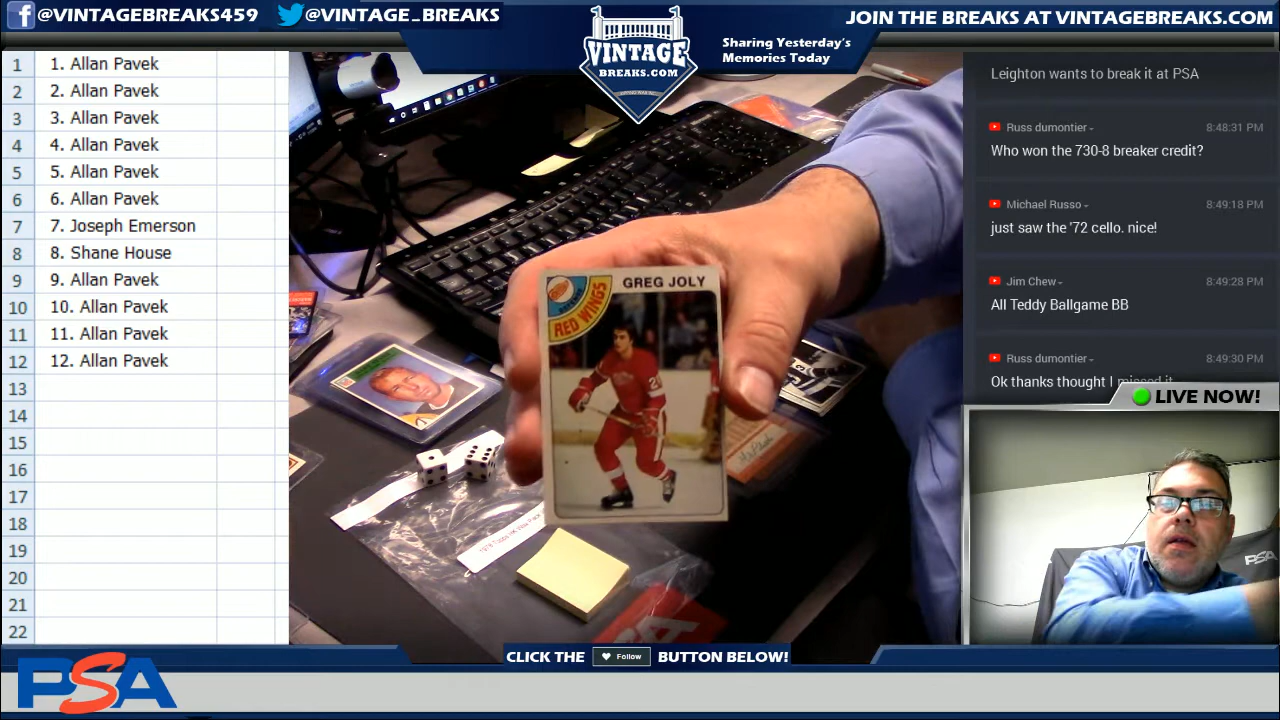 @VINTAGEBREAKS459
@VINTAGE_BREAKS
VINTAGE
BREAKS.COM
Sharing Yesterday's
Memories Today
JOIN THE BREAKS AT VINTAGEBREAKS.COM
1 1. Allan Pavek
2 2. Allan Pavek
3 3. Allan Pavek
4 4. Allan Pavek
5 5. Allan Pavek
6 6. Allan Pavek
7 7. Joseph Emerson
8 8. Shane House
9 9. Allan Pavek
10 10. Allan Pavek
11 11. Allan Pavek
12 12. Allan Pavek
13
14
15
16
17
18
19
20
21
22
GREG JOLY
DEFENSE
RED WINGS
PSA
Leighton wants to break it at PSA
Russ dumontier 8:48:31 PM
Who won the 730-8 breaker credit?
Michael Russo 8:49:18 PM
just saw the '72 cello. nice!
Jim Chew 8:49:28 PM
All Teddy Ballgame BB
Russ dumontier 8:49:30 PM
Ok thanks thought I missed it
LIVE NOW!
PSA
CLICK THE Follow BUTTON BELOW!
PSA